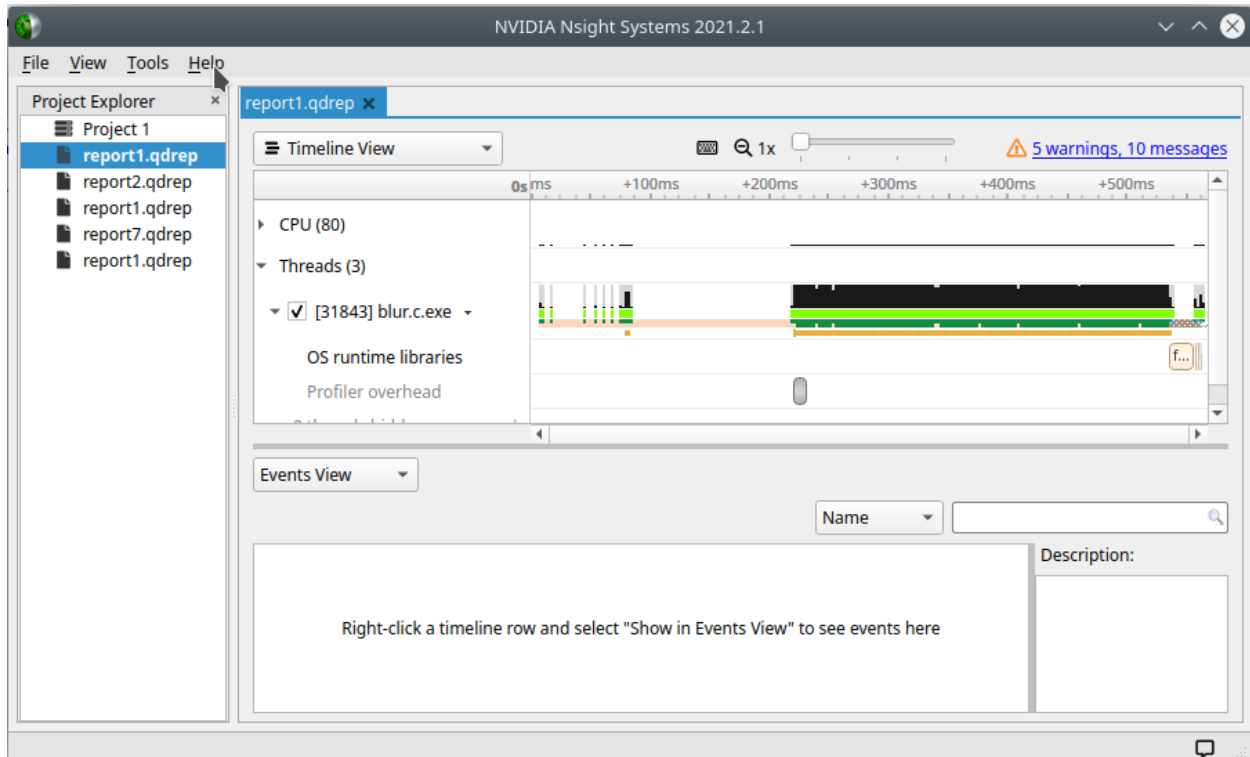 NVIDIA Nsight Systems 2021.2.1
File View Tools Help
Project Explorer
Project 1
report1.qdrep
report2.qdrep
report1.qdrep
report7.qdrep
report1.qdrep
report1.qdrep
Timeline View
1x
5 warnings, 10 messages
0s ms +100ms +200ms +300ms +400ms +500ms
CPU (80)
Threads (3)
[31843] blur.c.exe
OS runtime libraries
f...
Profiler overhead
Events View
Name
Description:
Right-click a timeline row and select "Show in Events View" to see events here